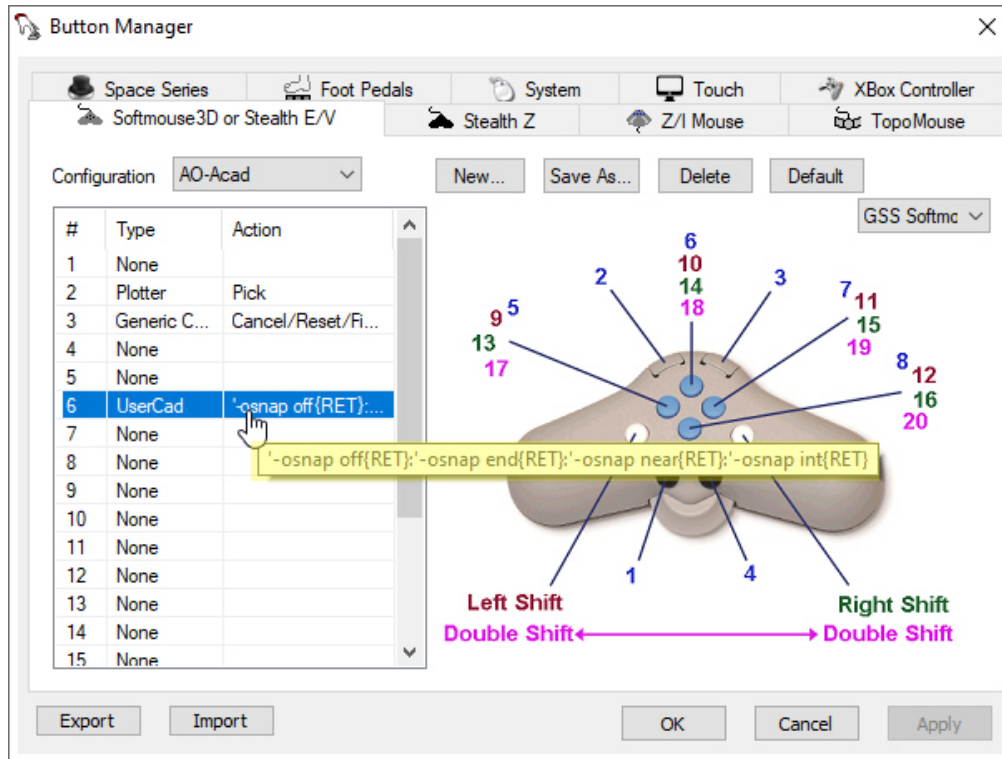 Button Manager
Space Series
Foot Pedals
System
Touch
XBox Controller
Softmouse3D or Stealth E/V
Stealth Z
Z/I Mouse
TopoMouse
Configuration
AO-Acad
New...
Save As...
Delete
Default
GSS Softmo
# Type Action
1 None
2 Plotter Pick
3 Generic C... Cancel/Reset/Fi...
4 None
5 None
6 UserCad '-osnap off{RET}:...
7 None
8 None
9 None
10 None
11 None
12 None
13 None
14 None
15 None
'-osnap off{RET}:'-osnap end{RET}:'-osnap near{RET}:'-osnap int{RET}
6
10
14
18
2
3
9 5
13
17
7 11
15
19
8 12
16
20
1
4
Left Shift
Right Shift
Double Shift
Double Shift
Export
Import
OK
Cancel
Apply